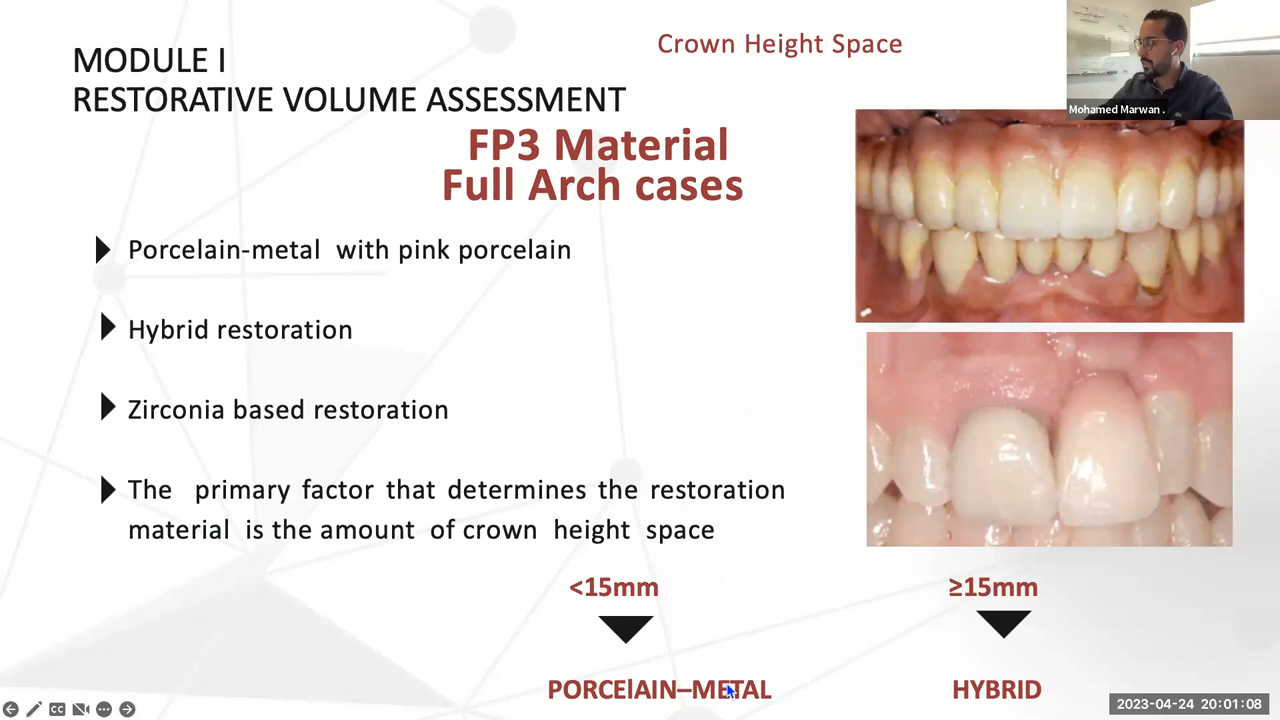 MODULE I
RESTORATIVE VOLUME ASSESSMENT
Crown Height Space
Mohamed Marwan .
FP3 Material
Full Arch cases
Porcelain-metal with pink porcelain
Hybrid restoration
Zirconia based restoration
The primary factor that determines the restoration
material is the amount of crown height space
<15mm
≥15mm
PORCElAIN–METAL
HYBRID
CC
2023-04-24 20:01:08